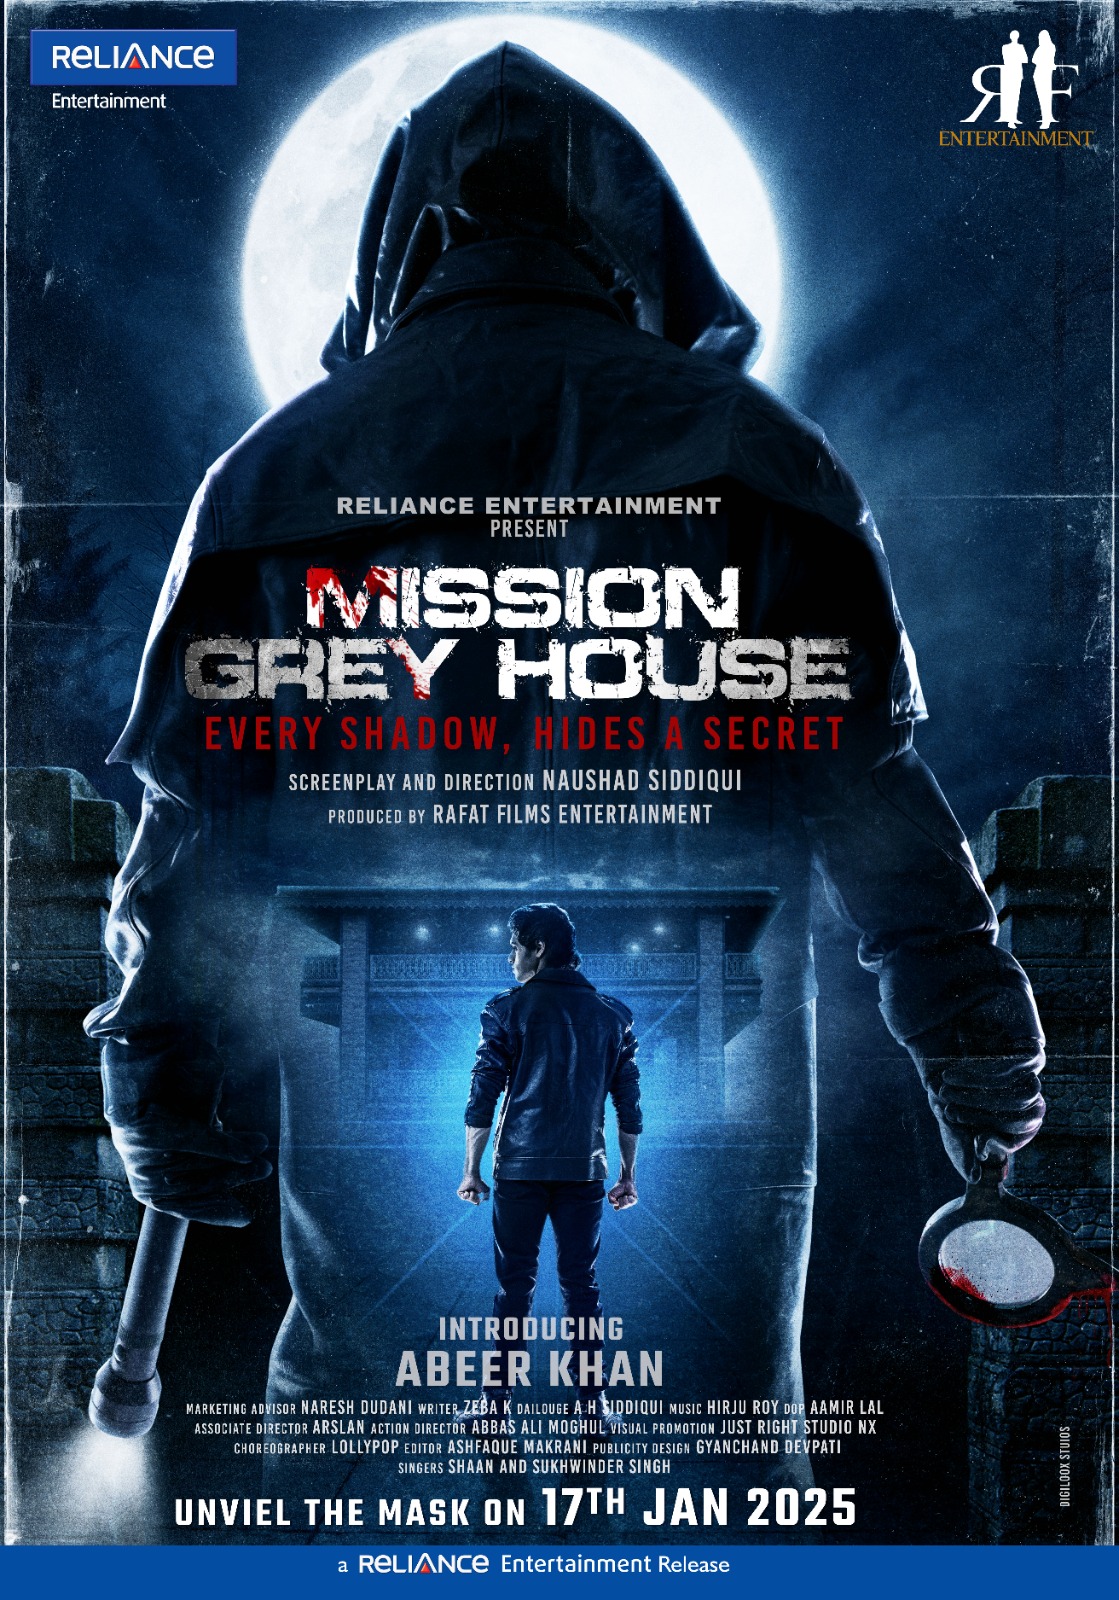 RELIANCE
Entertainment
RF
ENTERTAINMENT
RELIANCE ENTERTAINMENT
PRESENT
MISSION
GREY HOUSE
EVERY SHADOW, HIDES A SECRET
SCREENPLAY AND DIRECTION NAUSHAD SIDDIQUI
PRODUCED BY RAFAT FILMS ENTERTAINMENT
INTRODUCING
ABEER KHAN
MARKETING ADVISOR NARESH DUDANI WRITER ZEBA K DAILOUGE A H SIDDIQUI MUSIC HIRJU ROY DOP AAMIR LAL
ASSOCIATE DIRECTOR ARSLAN ACTION DIRECTOR ABBAS ALI MOGHUL VISUAL PROMOTION JUST RIGHT STUDIO NX
CHOREOGRAPHER LOLLYPOP EDITOR ASHFAQUE MAKRANI PUBLICITY DESIGN GYANCHAND DEVPATI
SINGERS SHAAN AND SUKHWINDER SINGH
DIGILOOX STUIOS
UNVIEL THE MASK ON 17TH JAN 2025
a RELIANCE Entertainment Release